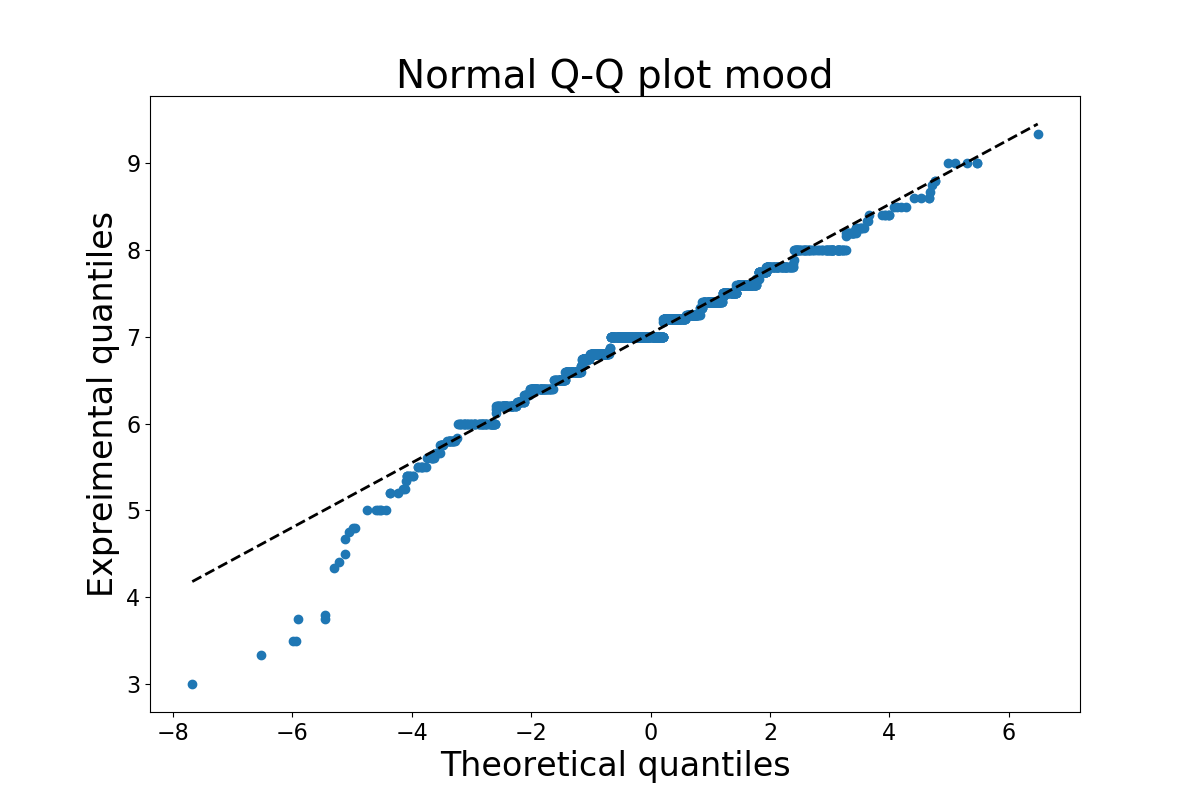 Normal Q-Q plot mood
Expreimental quantiles
9
8
7
6
5
4
3
−8 −6 −4 −2 0 2 4 6
Theoretical quantiles